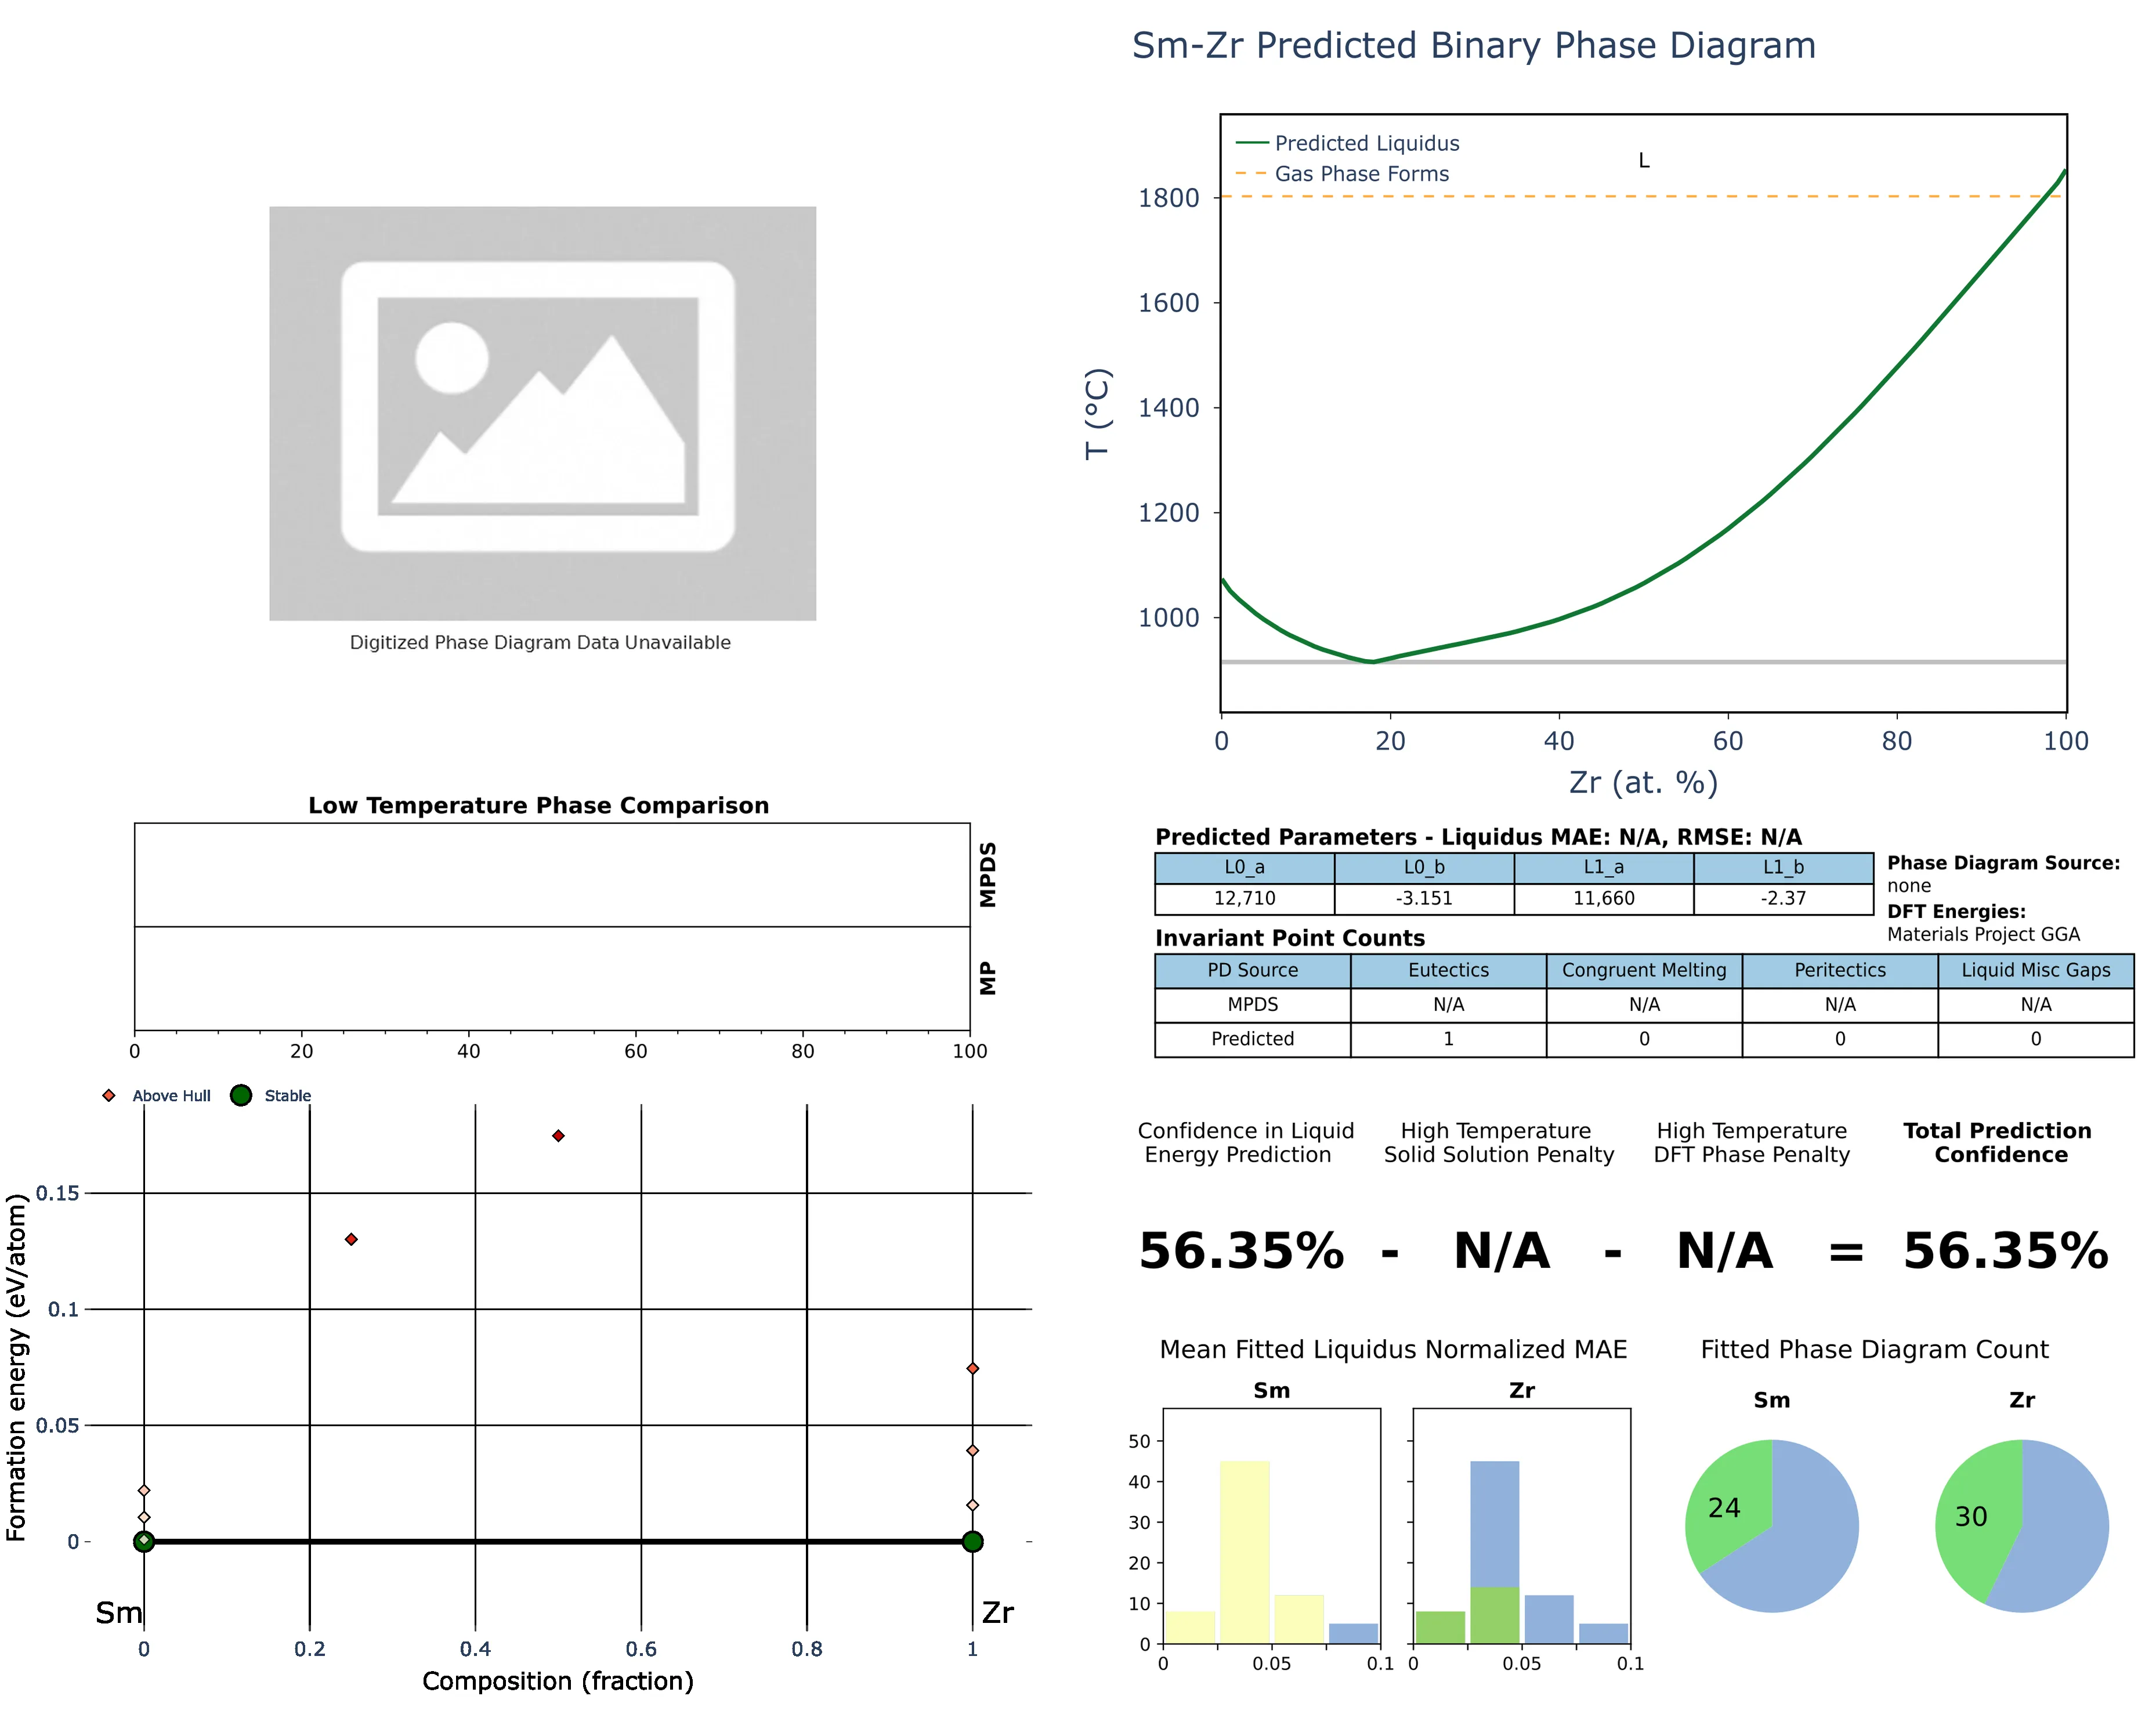 Sm-Zr Predicted Binary Phase Diagram
Predicted Liquidus
Gas Phase Forms
L
1800
1600
1400
1200
1000
T (°C)
0 20 40 60 80 100
Zr (at. %)
Digitized Phase Diagram Data Unavailable
Low Temperature Phase Comparison
MPDS
MP
0 20 40 60 80 100
Predicted Parameters - Liquidus MAE: N/A, RMSE: N/A
L0_a L0_b L1_a L1_b
12,710 -3.151 11,660 -2.37
Phase Diagram Source:
none
DFT Energies:
Materials Project GGA
Invariant Point Counts
PD Source Eutectics Congruent Melting Peritectics Liquid Misc Gaps
MPDS N/A N/A N/A N/A
Predicted 1 0 0 0
Above Hull Stable
0.15
0.1
0.05
0
Formation energy (eV/atom)
Sm Zr
0 0.2 0.4 0.6 0.8 1
Composition (fraction)
Confidence in Liquid
Energy Prediction
High Temperature
Solid Solution Penalty
High Temperature
DFT Phase Penalty
Total Prediction
Confidence
56.35% - N/A - N/A = 56.35%
Mean Fitted Liquidus Normalized MAE
Sm Zr
50
40
30
20
10
0
0 0.05 0.1 0 0.05 0.1
Fitted Phase Diagram Count
Sm Zr
24 30